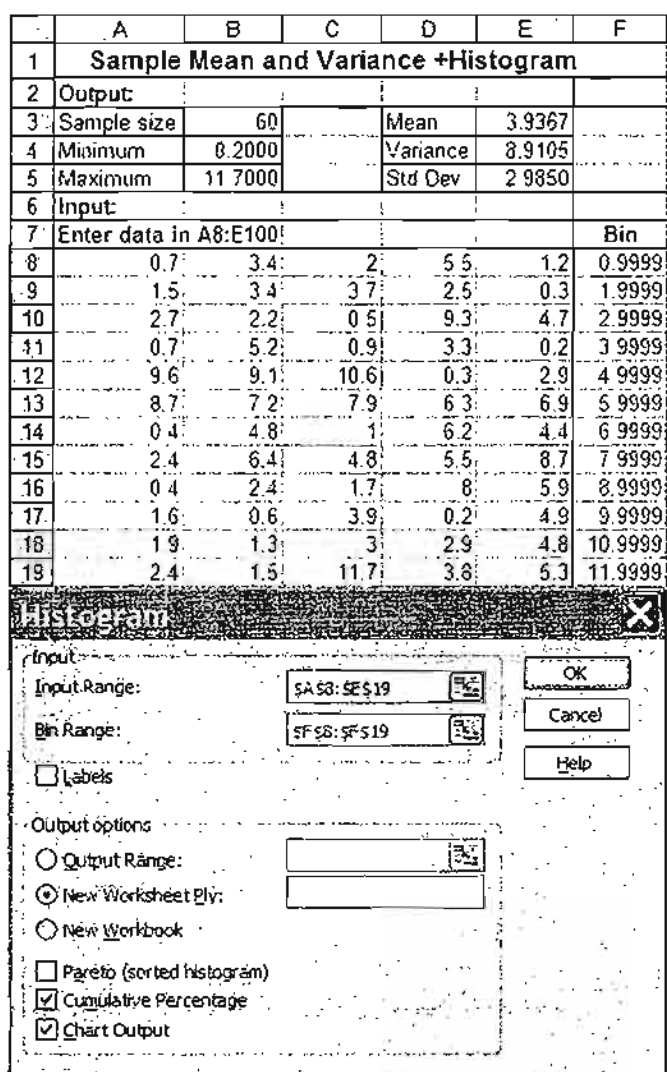 A B C D E F
1 Sample Mean and Variance +Histogram
2 Output:
3 Sample size 60 Mean 3.9367
4 Minimum 0.2000 Variance 8.9105
5 Maximum 11 7000 Std Dev 2 9850
6 Input:
7 Enter data in A8:E100 Bin
8 0.7 3.4 2 5 5 1.2 0.9999
9 1.5 3 4 3 7 2.5 0.3 1.9999
10 2.7 2.2 0 5 9.3 4.7 2.9999
11 0.7 5.2 0.9 3.3 0.2 3 9999
12 9.6 9.1 10.6 0.3 2.9 4 9999
13 8.7 7 2 7.9 6 3 6.9 5 9999
14 0 4 4.8 1 6.2 4.4 6 9999
15 2.4 6.4 4.8 5.5 8.7 7 9999
16 0 4 2.4 1.7 8 5.9 8.9999
17 1.6 0.6 3.9 0.2 4.9 9.9999
18 1.9 1.3 3 2.9 4.8 10.9999
19 2.4 1.5 11.7 3.8 5.3 11.9999
Histogram
Input
Input Range: $A$8:$E$19 OK
Bin Range: $F$8:$F$19 Cancel
Labels Help
Output options
Output Range:
New Worksheet Ply:
New Workbook
Pareto (sorted histogram)
Cumulative Percentage
Chart Output